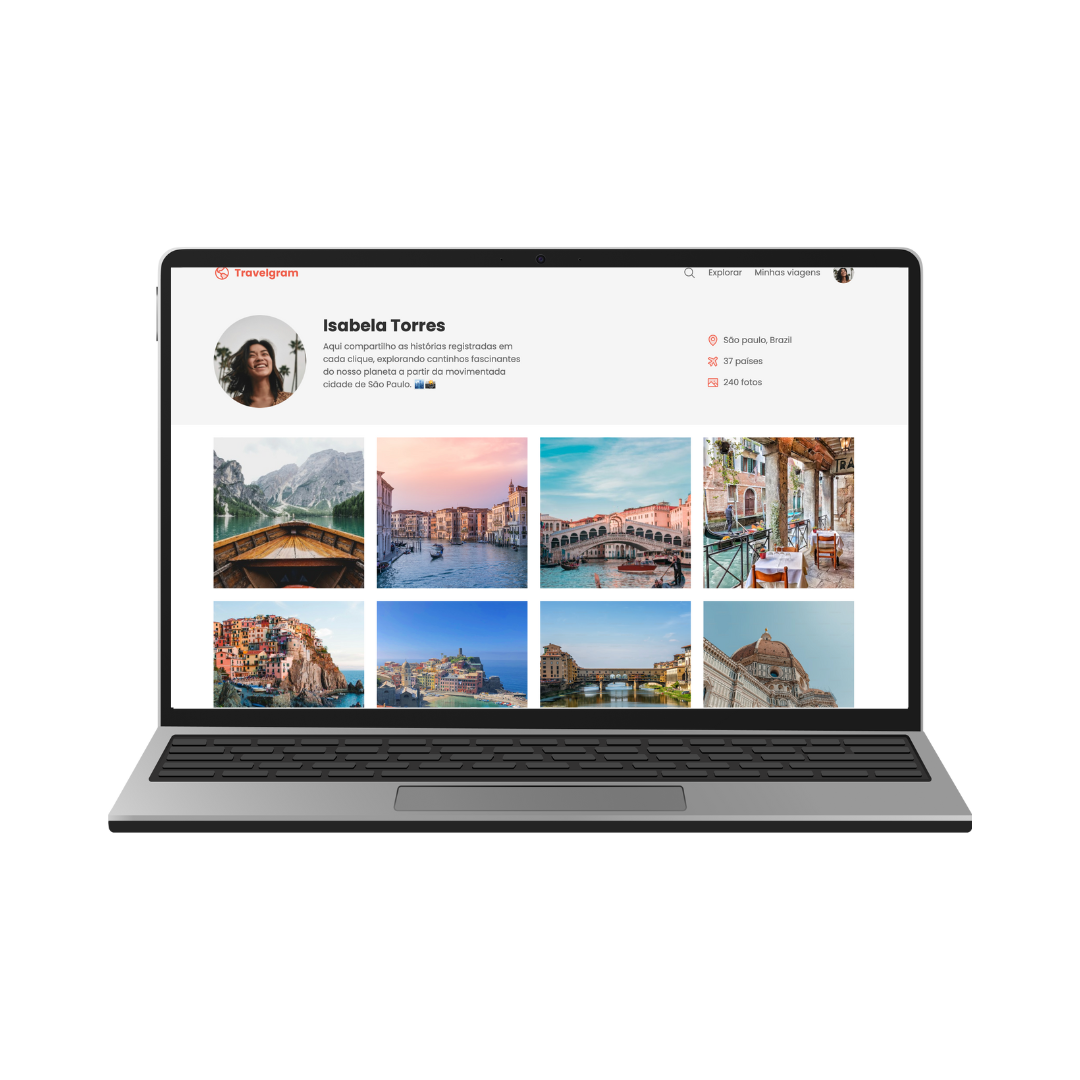 Travelgram
Explorar
Minhas viagens
Isabela Torres
Aqui compartilho as histórias registradas em
cada clique, explorando cantinhos fascinantes
do nosso planeta a partir da movimentada
cidade de São Paulo. 🏙️📸
São paulo, Brazil
37 países
240 fotos